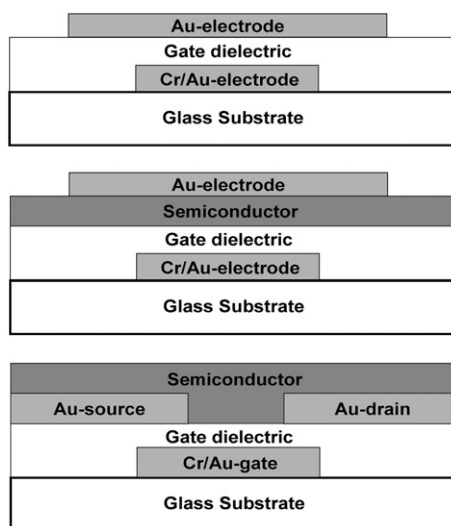 Au-electrode
Gate dielectric
Cr/Au-electrode
Glass Substrate
Au-electrode
Semiconductor
Gate dielectric
Cr/Au-electrode
Glass Substrate
Semiconductor
Au-source Au-drain
Gate dielectric
Cr/Au-gate
Glass Substrate